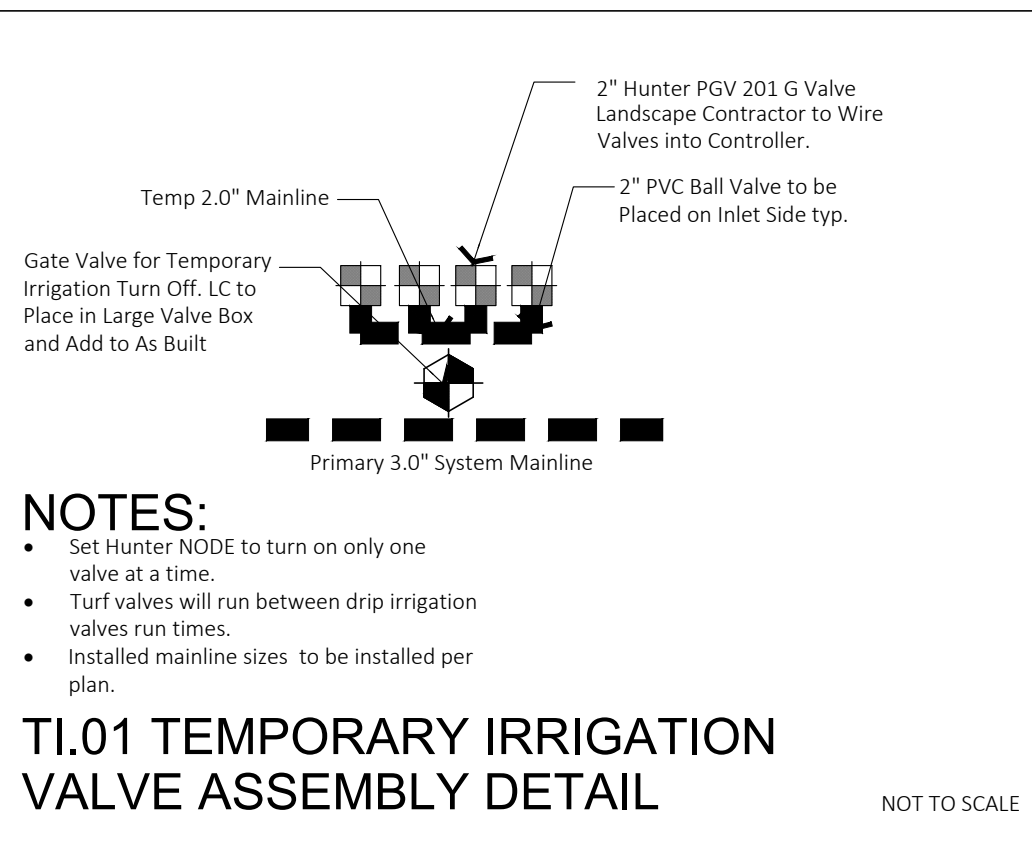 2" Hunter PGV 201 G Valve
Landscape Contractor to Wire
Valves into Controller.
Temp 2.0" Mainline
2" PVC Ball Valve to be
Placed on Inlet Side typ.
Gate Valve for Temporary
Irrigation Turn Off. LC to
Place in Large Valve Box
and Add to As Built
Primary 3.0" System Mainline
NOTES:
• Set Hunter NODE to turn on only one
valve at a time.
• Turf valves will run between drip irrigation
valves run times.
• Installed mainline sizes to be installed per
plan.
TI.01 TEMPORARY IRRIGATION
VALVE ASSEMBLY DETAIL
NOT TO SCALE